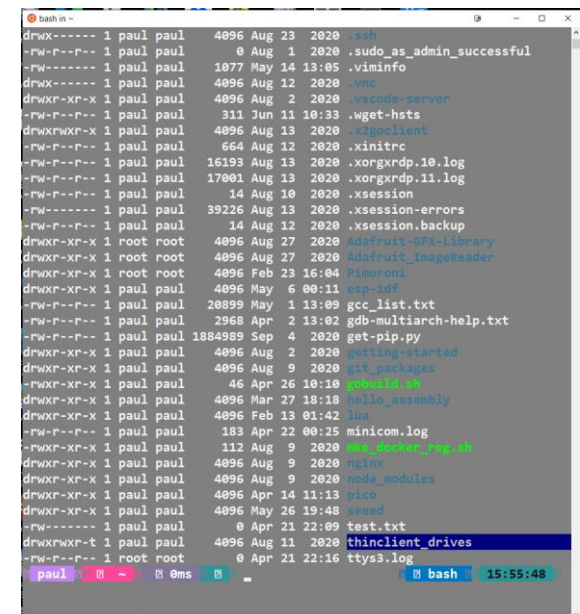 bash in ~
drwx------ 1 paul paul 4096 Aug 23 2020 .ssh
-rw-r--r-- 1 paul paul 0 Aug 1 2020 .sudo_as_admin_successful
-rw------- 1 paul paul 1077 May 14 13:05 .viminfo
drwx------ 1 paul paul 4096 Aug 12 2020 .vnc
drwxr-xr-x 1 paul paul 4096 Aug 2 2020 .vscode-server
-rw-r--r-- 1 paul paul 311 Jun 11 10:33 .wget-hsts
drwxrwxr-x 1 paul paul 4096 Aug 13 2020 .x2goclient
-rw-r--r-- 1 paul paul 664 Aug 12 2020 .xinitrc
-rw-r--r-- 1 paul paul 16193 Aug 13 2020 .xorgxrdp.10.log
-rw-r--r-- 1 paul paul 17001 Aug 13 2020 .xorgxrdp.11.log
-rw-r--r-- 1 paul paul 14 Aug 10 2020 .xsession
-rw------- 1 paul paul 39226 Aug 13 2020 .xsession-errors
-rw-r--r-- 1 paul paul 14 Aug 12 2020 .xsession.backup
drwxr-xr-x 1 root root 4096 Aug 27 2020 Adafruit-GFX-Library
drwxr-xr-x 1 root root 4096 Aug 27 2020 Adafruit_ImageReader
drwxr-xr-x 1 root root 4096 Feb 23 16:04 Pimoroni
drwxr-xr-x 1 paul paul 4096 May 6 00:11 esp-idf
-rw-r--r-- 1 paul paul 20899 May 1 13:09 gcc_list.txt
-rw-r--r-- 1 paul paul 2968 Apr 2 13:02 gdb-multiarch-help.txt
-rw-r--r-- 1 paul paul 1884989 Sep 4 2020 get-pip.py
drwxr-xr-x 1 paul paul 4096 Aug 2 2020 getting-started
drwxr-xr-x 1 paul paul 4096 Aug 9 2020 git_packages
-rwxr-xr-x 1 paul paul 46 Apr 26 10:10 gobuild.sh
drwxr-xr-x 1 paul paul 4096 Mar 27 18:18 hello_assembly
drwxr-xr-x 1 paul paul 4096 Feb 13 01:42 lua
-rw-r--r-- 1 paul paul 183 Apr 22 00:25 minicom.log
-rwxr-xr-x 1 paul paul 112 Aug 9 2020 mke_docker_reg.sh
drwxr-xr-x 1 paul paul 4096 Aug 9 2020 nginx
drwxr-xr-x 1 paul paul 4096 Aug 9 2020 node_modules
drwxr-xr-x 1 paul paul 4096 Apr 14 11:13 pico
drwxr-xr-x 1 paul paul 4096 May 26 19:48 seeed
-rw------- 1 paul paul 0 Apr 21 22:09 test.txt
drwxrwxr-t 1 paul paul 4096 Aug 11 2020 thinclient_drives
-rw-r--r-- 1 root root 0 Apr 21 22:16 ttys3.log
paul ~ 0ms bash 15:55:48